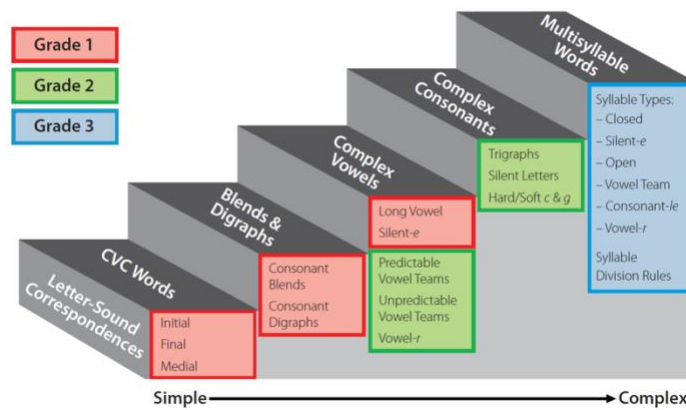 Grade 1
Grade 2
Grade 3
Letter-Sound
Correspondences
CVC Words
Initial
Final
Medial
Blends &
Digraphs
Consonant
Blends
Consonant
Digraphs
Complex
Vowels
Long Vowel
Silent-e
Predictable
Vowel Teams
Unpredictable
Vowel Teams
Vowel-r
Complex
Consonants
Trigraphs
Silent Letters
Hard/Soft c & g
Multisyllable
Words
Syllable Types:
– Closed
– Silent-e
– Open
– Vowel Team
– Consonant-le
– Vowel-r
Syllable
Division Rules
Simple
Complex